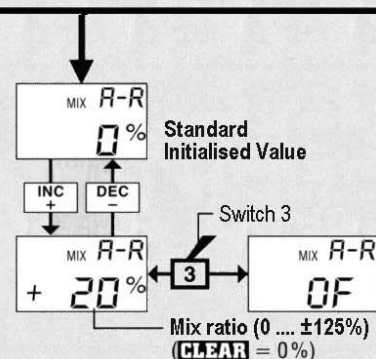 MIX A-R
0%
Standard
Initialised Value
INC
+
DEC
−
Switch 3
MIX A-R
+ 20%
3
MIX A-R
OF
Mix ratio (0 .... ±125%)
(CLEAR = 0%)